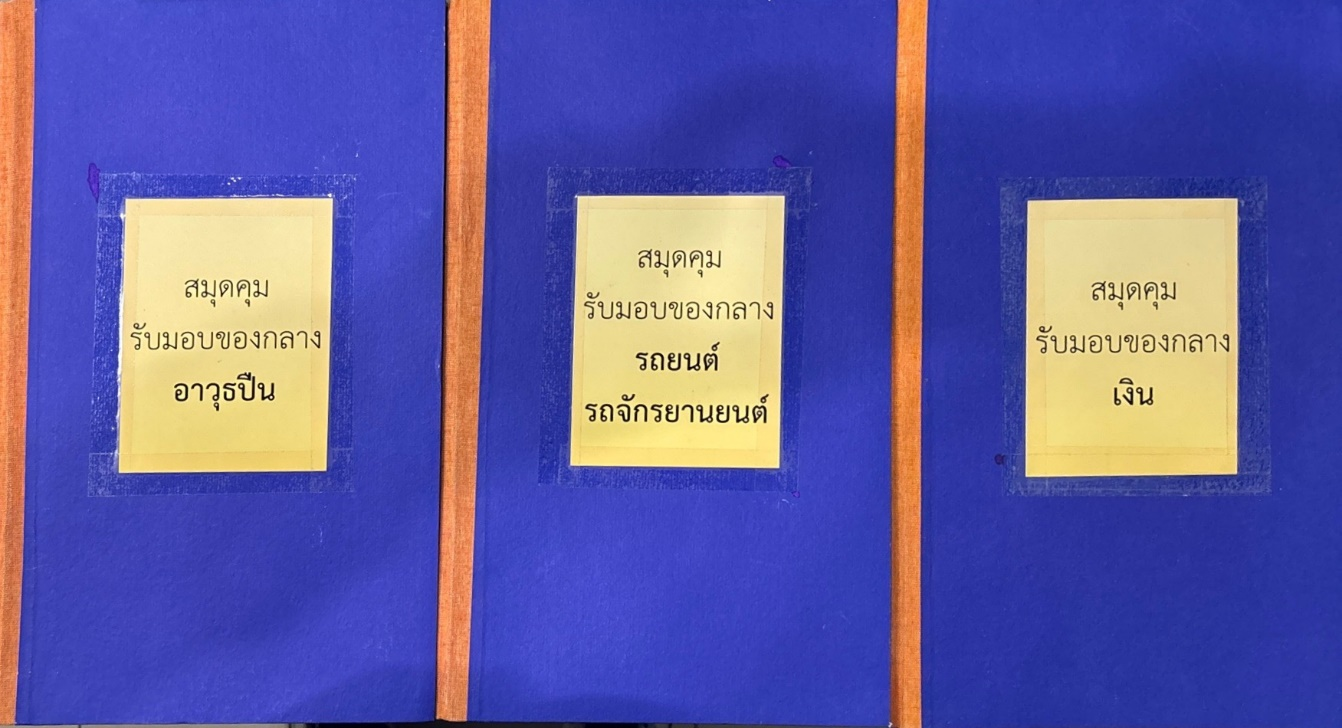 สมุดคุม
รับมอบของกลาง
อาวุธปืน
สมุดคุม
รับมอบของกลาง
รถยนต์
รถจักรยานยนต์
สมุดคุม
รับมอบของกลาง
เงิน